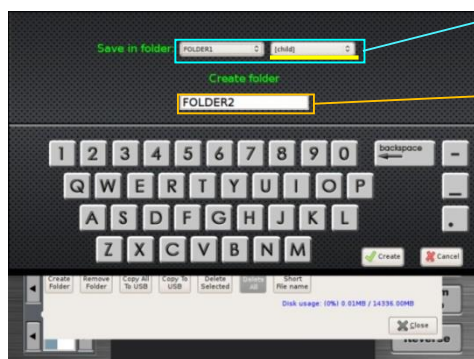 Save in folder: FOLDER1 [child]
Create folder
FOLDER2
1 2 3 4 5 6 7 8 9 0 backspace -
Q W E R T Y U I O P _
A S D F G H J K L .
Z X C V B N M Create Cancel
Create Folder Remove Folder Copy All To USB Copy To USB Delete Selected Delete All Short File name
Disk usage: (0%) 0.01MB / 14336.00MB
Close
Reverse